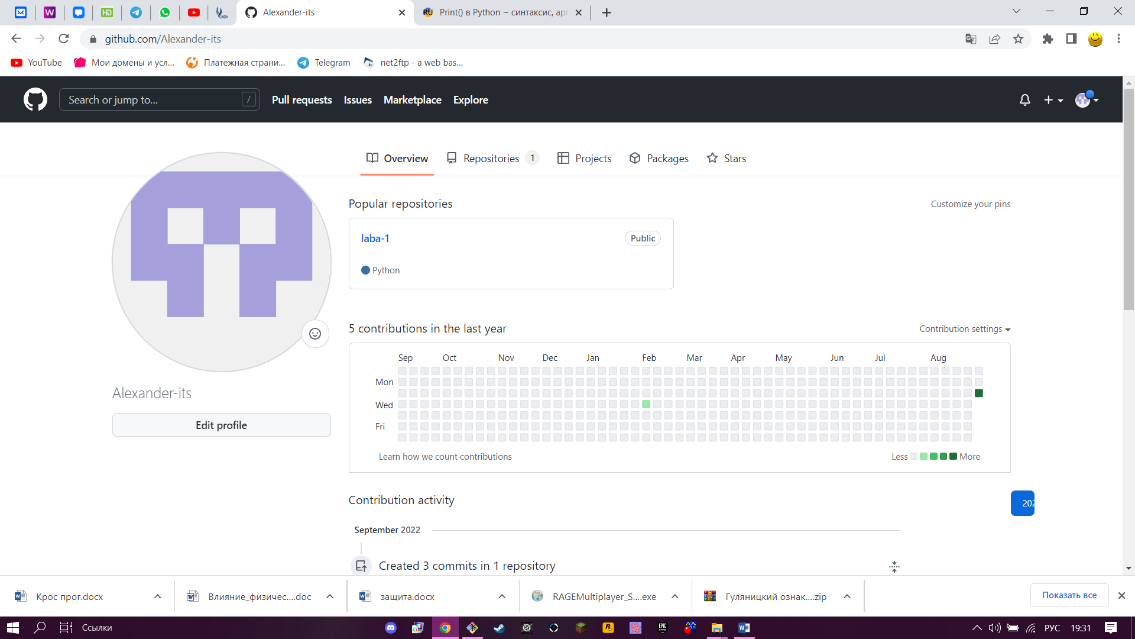 Alexander-its
Print() в Python – синтаксис, арг
github.com/Alexander-its
YouTube
Мои домены и усл...
Платежная страни...
Telegram
net2ftp - a web bas...
Search or jump to...
/
Pull requests
Issues
Marketplace
Explore
Overview
Repositories 1
Projects
Packages
Stars
Popular repositories
Customize your pins
laba-1
Public
Python
5 contributions in the last year
Contribution settings
Sep Oct Nov Dec Jan Feb Mar Apr May Jun Jul Aug
Mon
Wed
Fri
Learn how we count contributions
Less More
Alexander-its
Edit profile
Contribution activity
September 2022
Created 3 commits in 1 repository
Крос прог.docx
Влияние_физичес....doc
защита.docx
RAGEMultiplayer_S....exe
Гуляницкий ознак....zip
Показать все
Ссылки
РУС
19:31